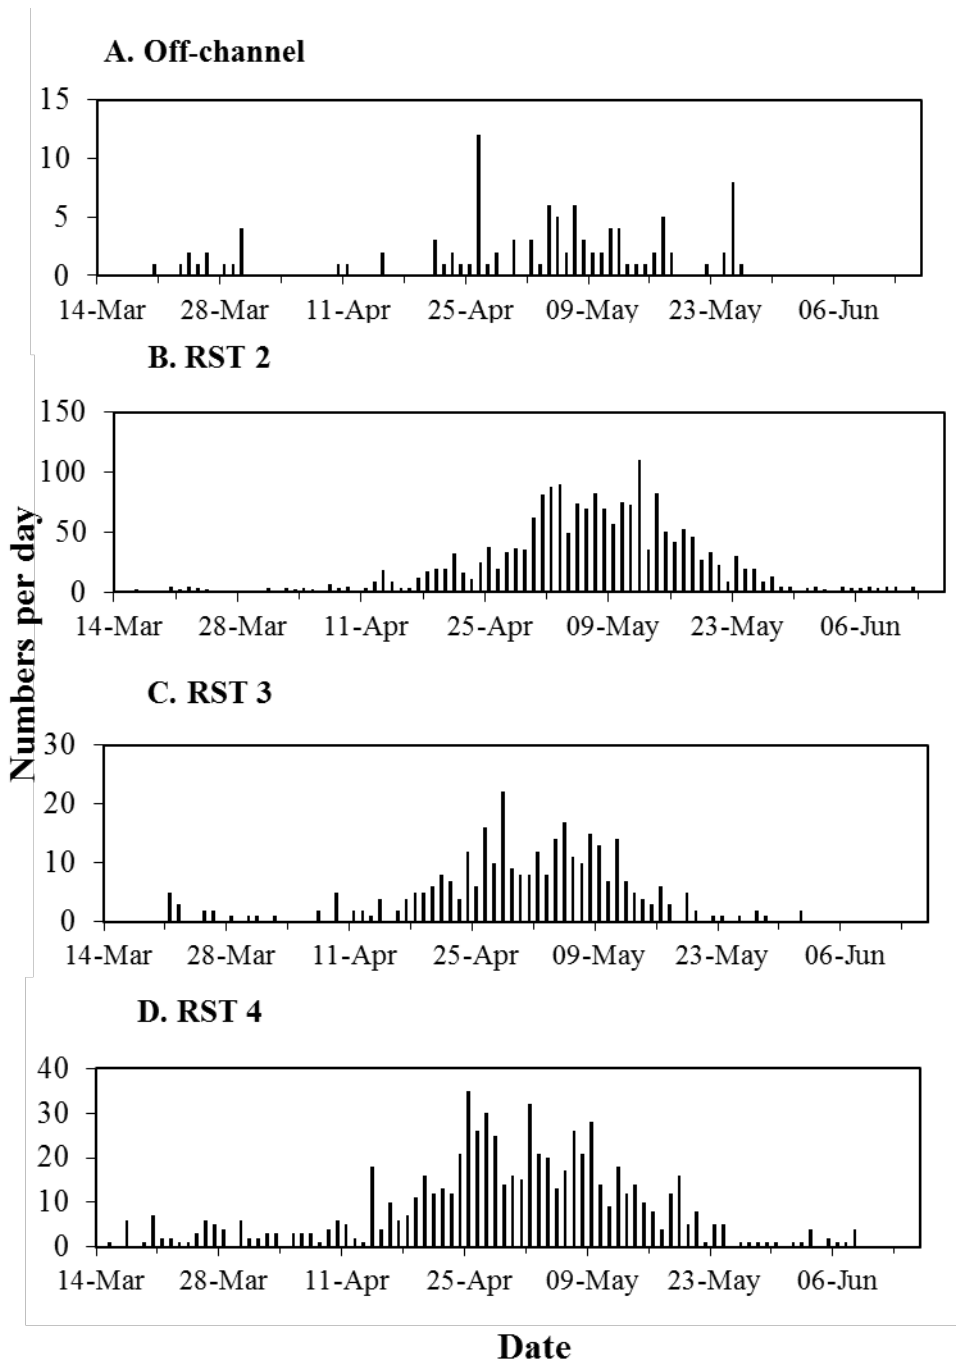 A. Off-channel
15
10
5
0
14-Mar 28-Mar 11-Apr 25-Apr 09-May 23-May 06-Jun
B. RST 2
150
100
50
0
14-Mar 28-Mar 11-Apr 25-Apr 09-May 23-May 06-Jun
Numbers per day
C. RST 3
30
20
10
0
14-Mar 28-Mar 11-Apr 25-Apr 09-May 23-May 06-Jun
D. RST 4
40
30
20
10
0
14-Mar 28-Mar 11-Apr 25-Apr 09-May 23-May 06-Jun
Date